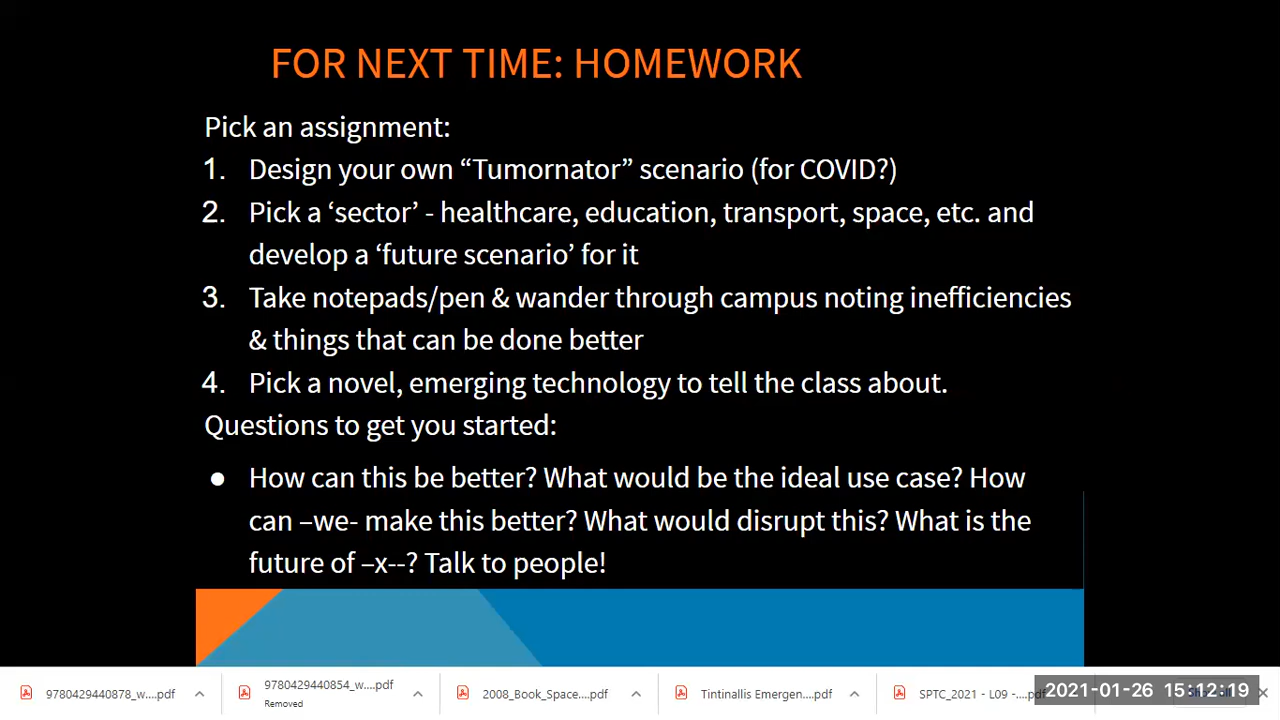 FOR NEXT TIME: HOMEWORK
Pick an assignment:
1. Design your own “Tumornator” scenario (for COVID?)
2. Pick a ‘sector’ - healthcare, education, transport, space, etc. and
develop a ‘future scenario’ for it
3. Take notepads/pen & wander through campus noting inefficiencies
& things that can be done better
4. Pick a novel, emerging technology to tell the class about.
Questions to get you started:
● How can this be better? What would be the ideal use case? How
can –we- make this better? What would disrupt this? What is the
future of –x--? Talk to people!
9780429440878_w....pdf
9780429440854_w....pdf
Removed
2008_Book_Space....pdf
Tintinallis Emergen....pdf
SPTC_2021 - L09 -....pdf
2021-01-26 15:12:19